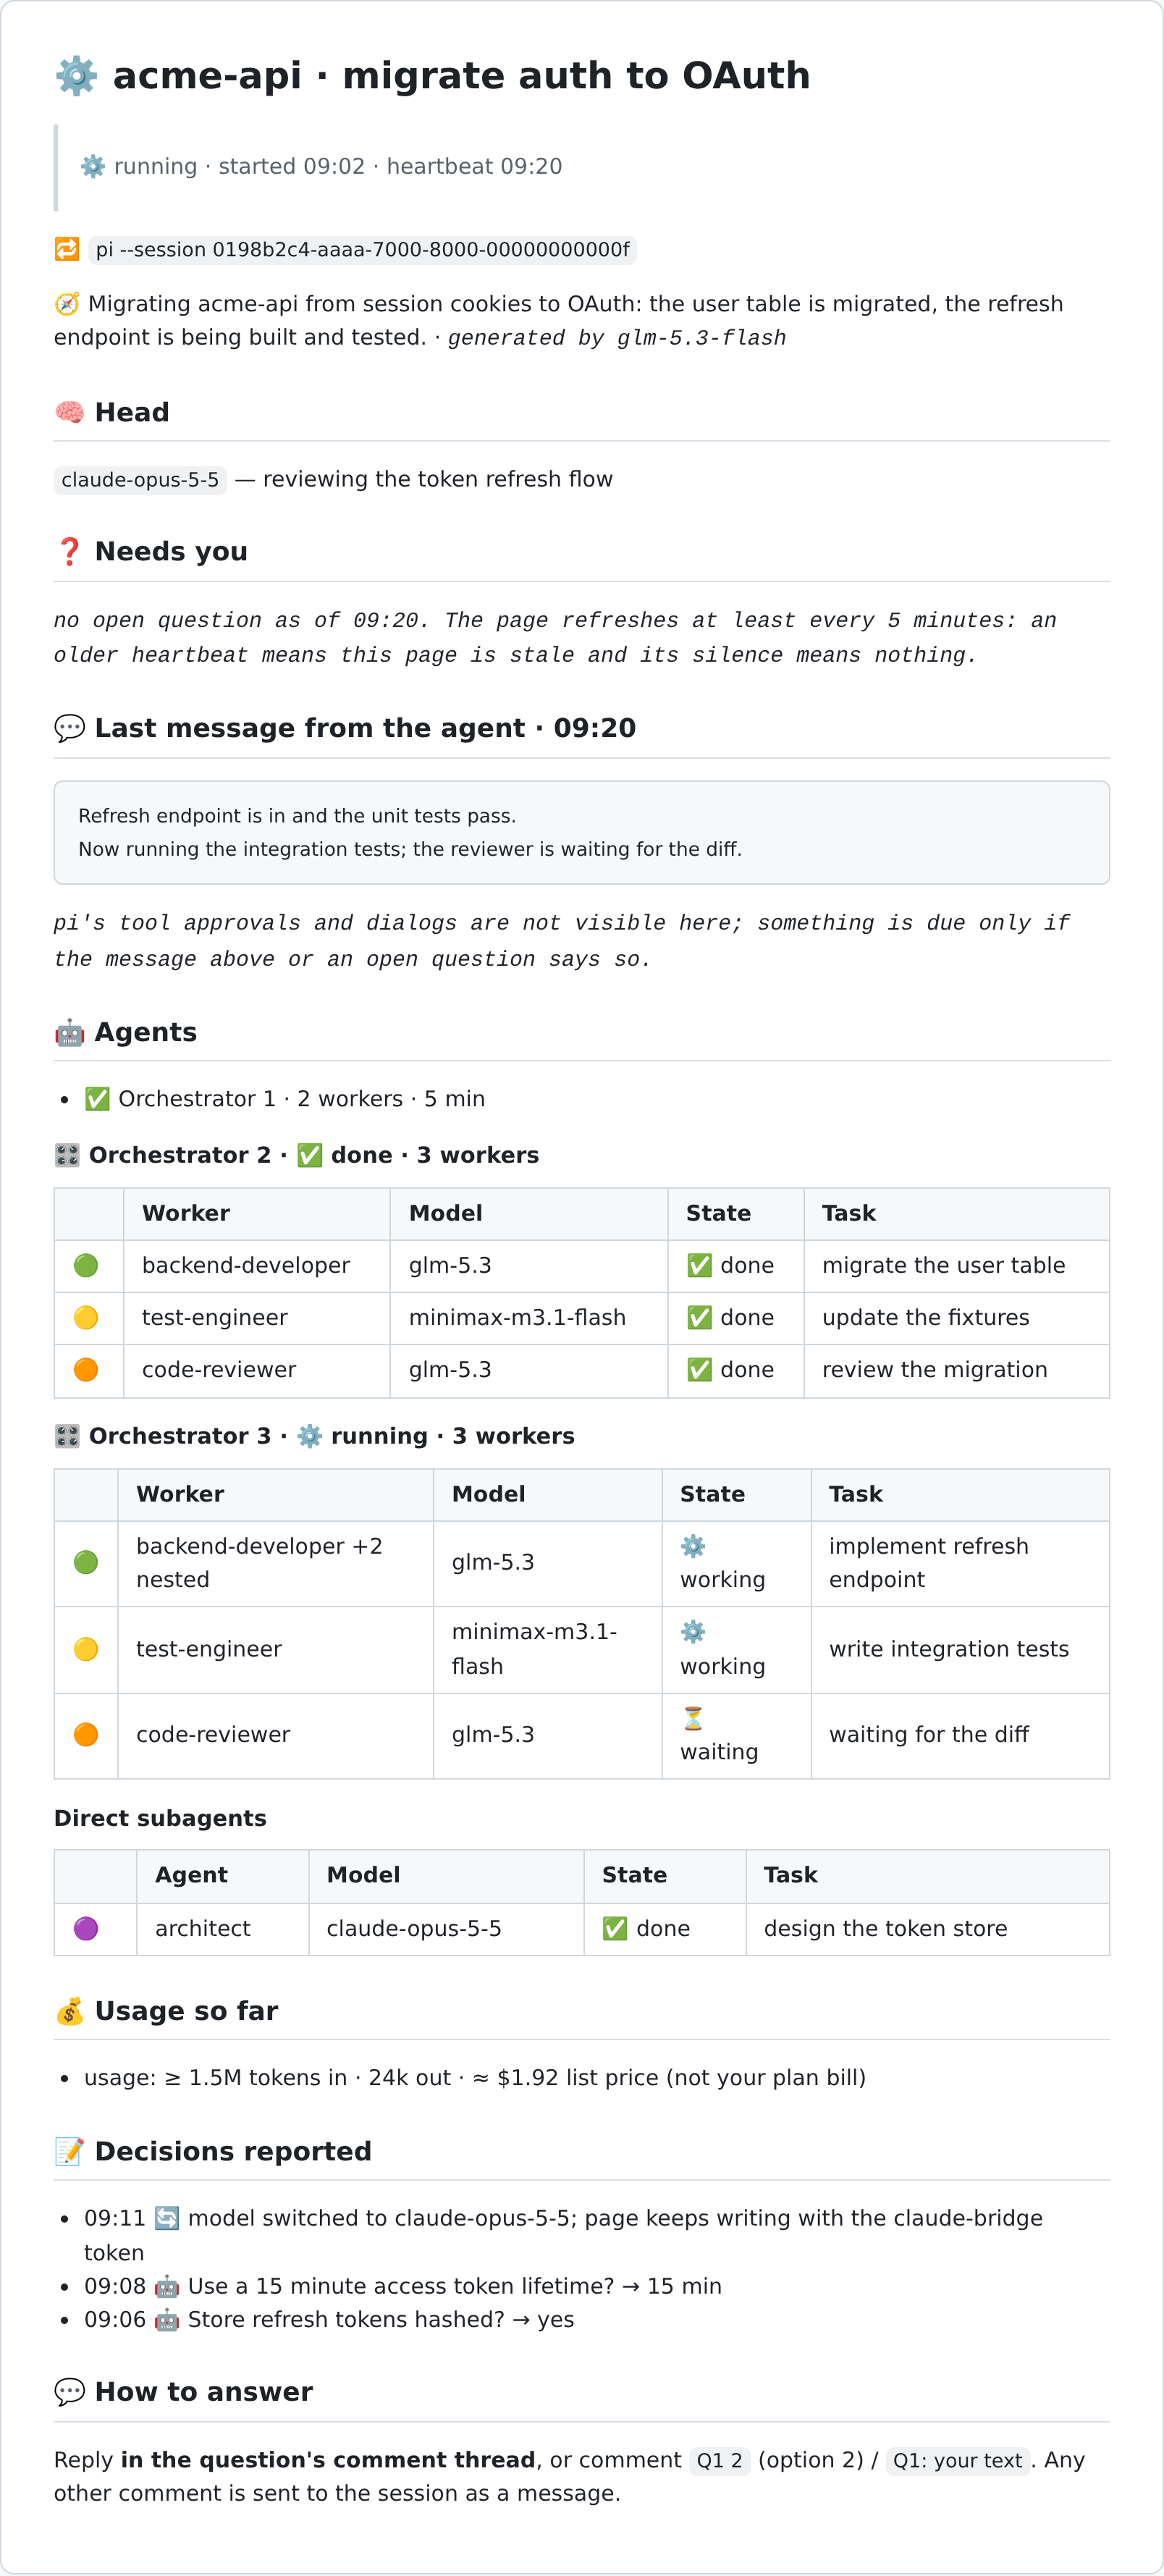 ⚙️ acme-api · migrate auth to OAuth
⚙️ running · started 09:02 · heartbeat 09:20
🔁 pi --session 0198b2c4-aaaa-7000-8000-00000000000f
🧭 Migrating acme-api from session cookies to OAuth: the user table is migrated, the refresh
endpoint is being built and tested. · generated by glm-5.3-flash
🧠 Head
claude-opus-5-5 — reviewing the token refresh flow
❓ Needs you
no open question as of 09:20. The page refreshes at least every 5 minutes: an
older heartbeat means this page is stale and its silence means nothing.
💬 Last message from the agent · 09:20
Refresh endpoint is in and the unit tests pass.
Now running the integration tests; the reviewer is waiting for the diff.
pi's tool approvals and dialogs are not visible here; something is due only if
the message above or an open question says so.
🤖 Agents
• ✅ Orchestrator 1 · 2 workers · 5 min
🎛️ Orchestrator 2 · ✅ done · 3 workers
Worker Model State Task
🟢 backend-developer glm-5.3 ✅ done migrate the user table
🟡 test-engineer minimax-m3.1-flash ✅ done update the fixtures
🟠 code-reviewer glm-5.3 ✅ done review the migration
🎛️ Orchestrator 3 · ⚙️ running · 3 workers
Worker Model State Task
🟢 backend-developer +2
nested
glm-5.3
⚙️
working
implement refresh
endpoint
🟡 test-engineer
minimax-m3.1-
flash
⚙️
working
write integration tests
🟠 code-reviewer
glm-5.3
⏳
waiting
waiting for the diff
Direct subagents
Agent Model State Task
🟣 architect claude-opus-5-5 ✅ done design the token store
💰 Usage so far
• usage: ≥ 1.5M tokens in · 24k out · ≈ $1.92 list price (not your plan bill)
📝 Decisions reported
• 09:11 🔄 model switched to claude-opus-5-5; page keeps writing with the claude-bridge
token
• 09:08 🤖 Use a 15 minute access token lifetime? → 15 min
• 09:06 🤖 Store refresh tokens hashed? → yes
💬 How to answer
Reply in the question's comment thread, or comment Q1 2 (option 2) / Q1: your text. Any
other comment is sent to the session as a message.